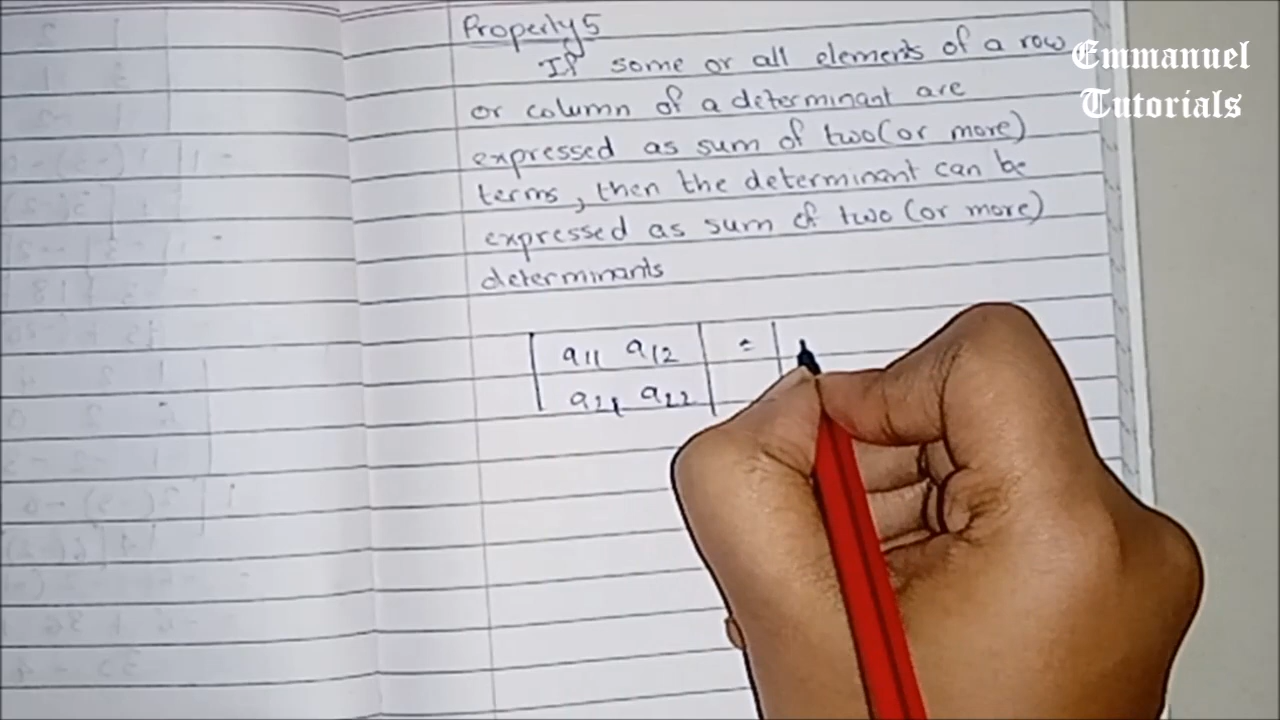 Property 5
If some or all elements of a row
or column of a determinant are
expressed as sum of two (or more)
terms, then the determinant can be
expressed as sum of two (or more)
determinants
| a11 a12 | = |
| a21 a22 |
Emmanuel
Tutorials